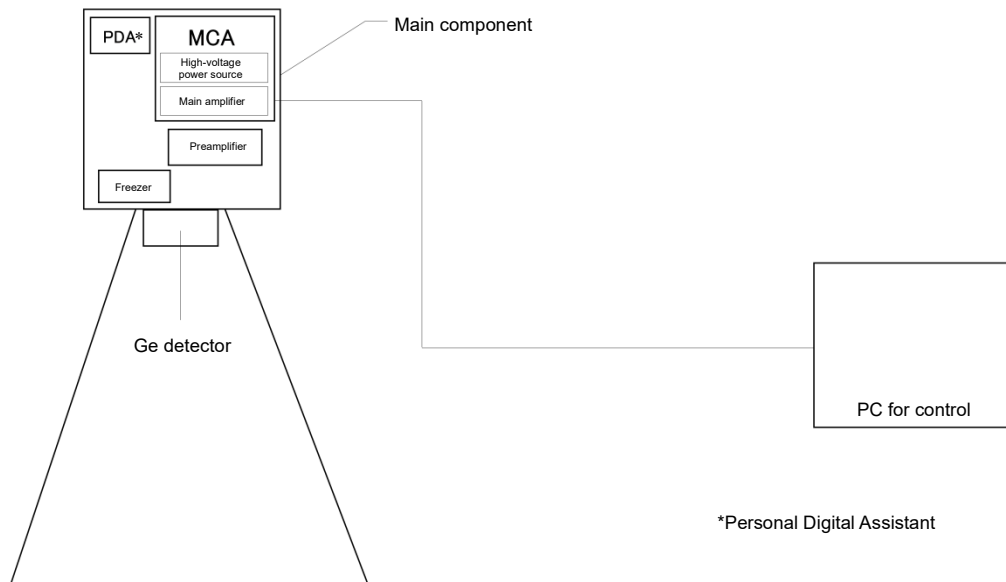 Main component
PDA*
MCA
High-voltage
power source
Main amplifier
Preamplifier
Freezer
Ge detector
PC for control
*Personal Digital Assistant